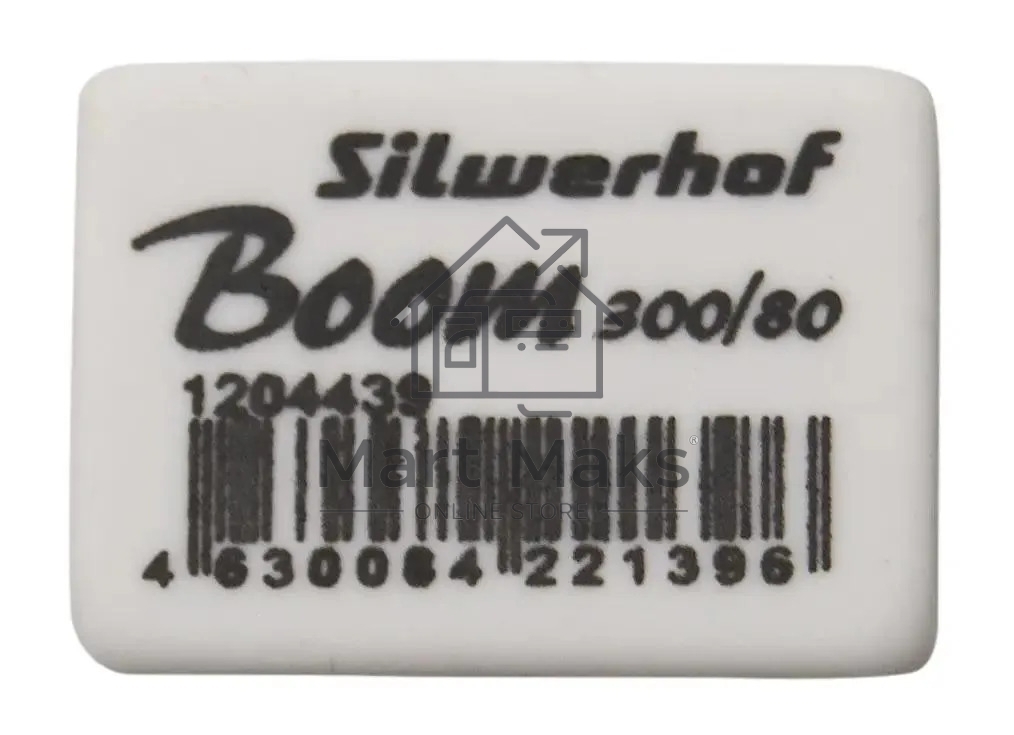 Silwerhof
Boom 300/80
1204439
Mart Maks®
ONLINE STORE
4 630084 221396